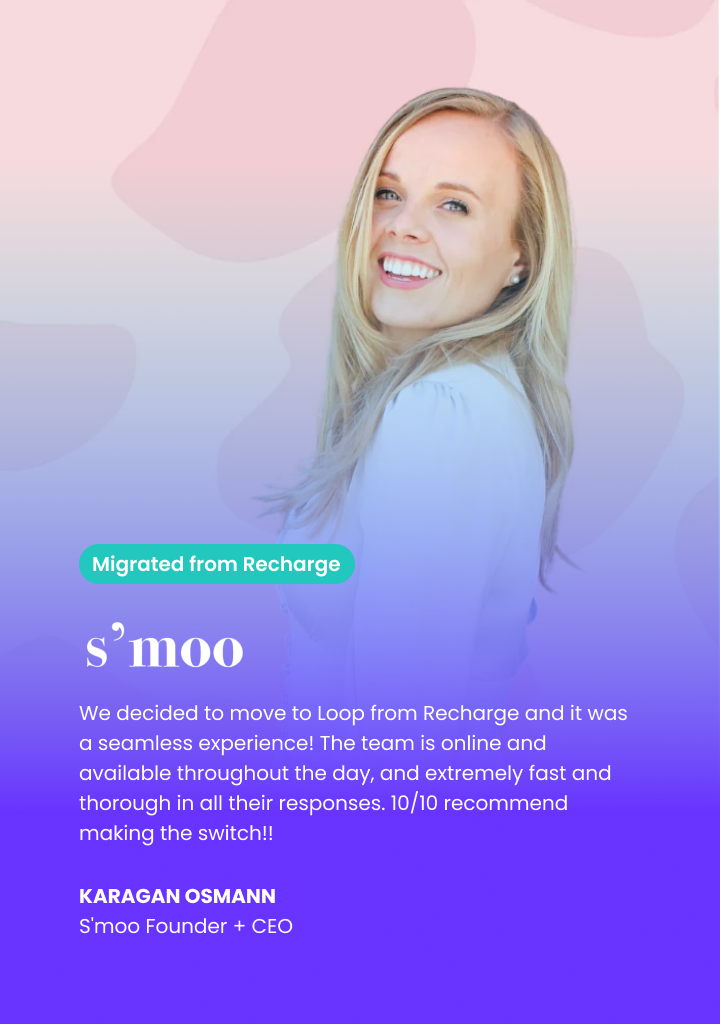 Migrated from Recharge
s’moo
We decided to move to Loop from Recharge and it was
a seamless experience! The team is online and
available throughout the day, and extremely fast and
thorough in all their responses. 10/10 recommend
making the switch!!
KARAGAN OSMANN
S'moo Founder + CEO